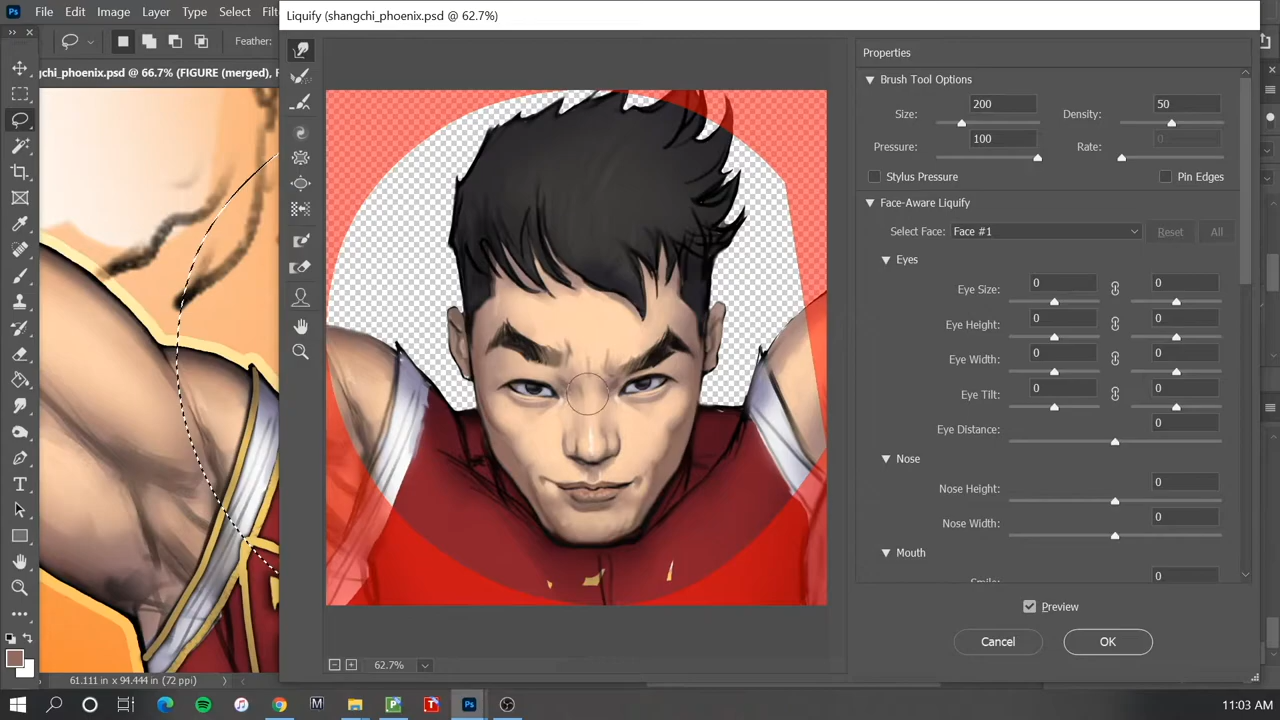 Ps File Edit Image Layer Type Select Filt
Liquify (shangchi_phoenix.psd @ 62.7%)
Feather:
chi_phoenix.psd @ 66.7% (FIGURE (merged), F
Properties
Brush Tool Options
Size: 200 Density: 50
Pressure: 100 Rate: 0
Stylus Pressure Pin Edges
Face-Aware Liquify
Select Face: Face #1 Reset All
Eyes
Eye Size: 0 0
Eye Height: 0 0
Eye Width: 0 0
Eye Tilt: 0 0
Eye Distance: 0
Nose
Nose Height: 0
Nose Width: 0
Mouth
Smile: 0
Preview
Cancel OK
62.7%
61.111 in x 94.444 in (72 ppi)
11:03 AM